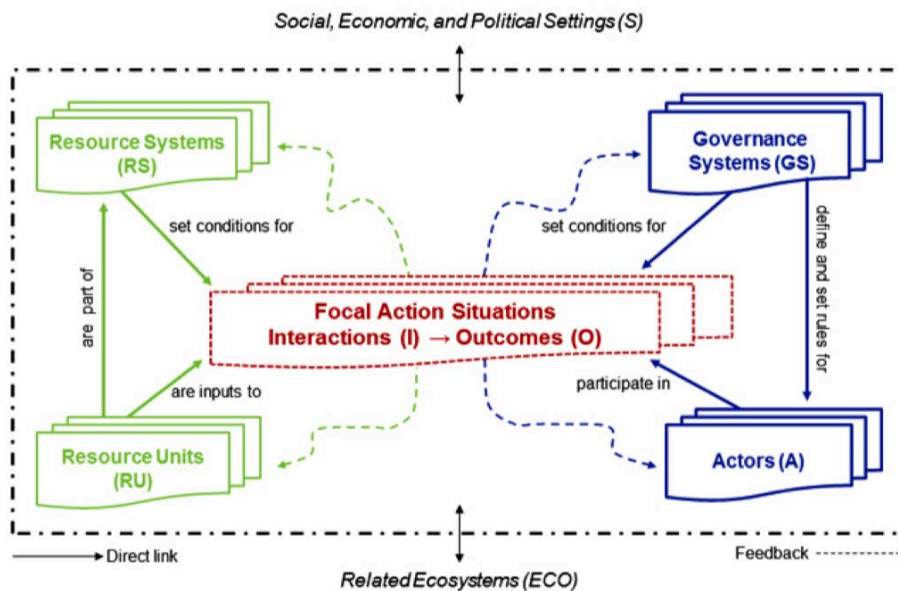 Social, Economic, and Political Settings (S)
Resource Systems
(RS)
Governance
Systems (GS)
set conditions for
set conditions for
are part of
define and set rules for
Focal Action Situations
Interactions (I) → Outcomes (O)
are inputs to
participate in
Resource Units
(RU)
Actors (A)
Direct link
Feedback
Related Ecosystems (ECO)